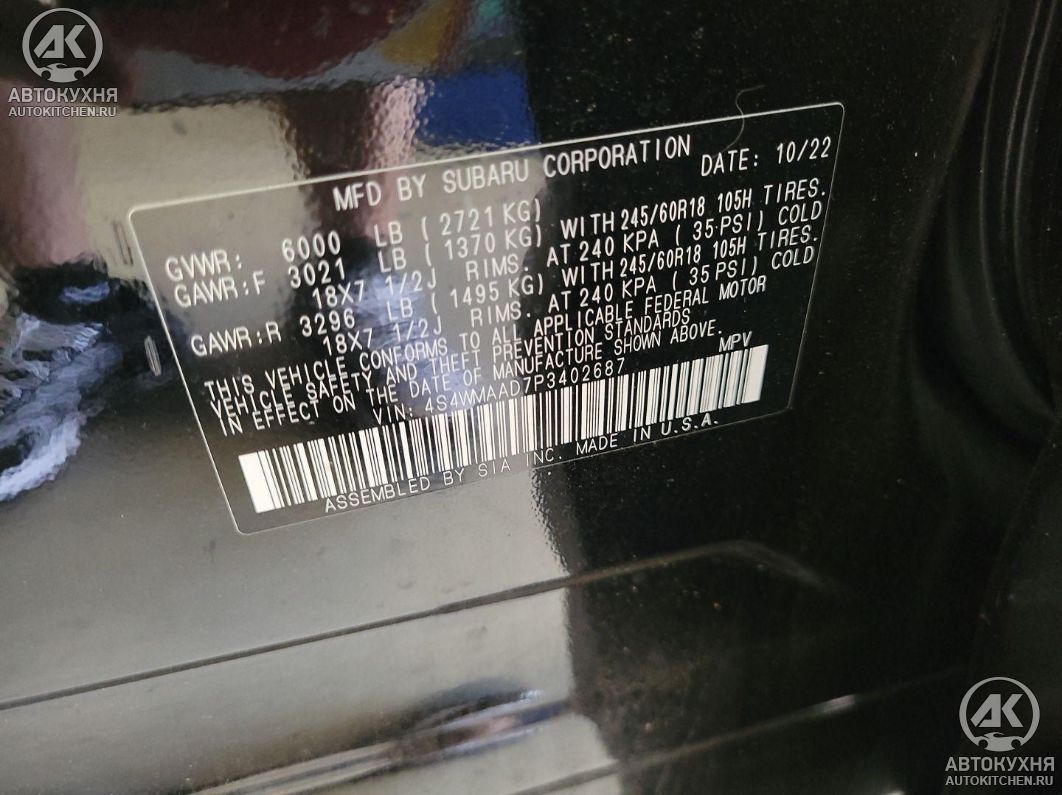 AK
АВТОКУХНЯ
AUTOKITCHEN.RU
MFD BY SUBARU CORPORATION DATE: 10/22
GVWR: 6000 LB ( 2721 KG)
GAWR:F 3021 LB ( 1370 KG) WITH 245/60R18 105H TIRES.
18X7 1/2J RIMS. AT 240 KPA ( 35 PSI) COLD
GAWR:R 3296 LB ( 1495 KG) WITH 245/60R18 105H TIRES.
18X7 1/2J RIMS. AT 240 KPA ( 35 PSI) COLD
THIS VEHICLE CONFORMS TO ALL APPLICABLE FEDERAL MOTOR
VEHICLE SAFETY AND THEFT PREVENTION STANDARDS
IN EFFECT ON THE DATE OF MANUFACTURE SHOWN ABOVE.
VIN: 4S4WMAAD7P3402687 MPV
ASSEMBLED BY SIA INC. MADE IN U.S.A.
AK
АВТОКУХНЯ
AUTOKITCHEN.RU